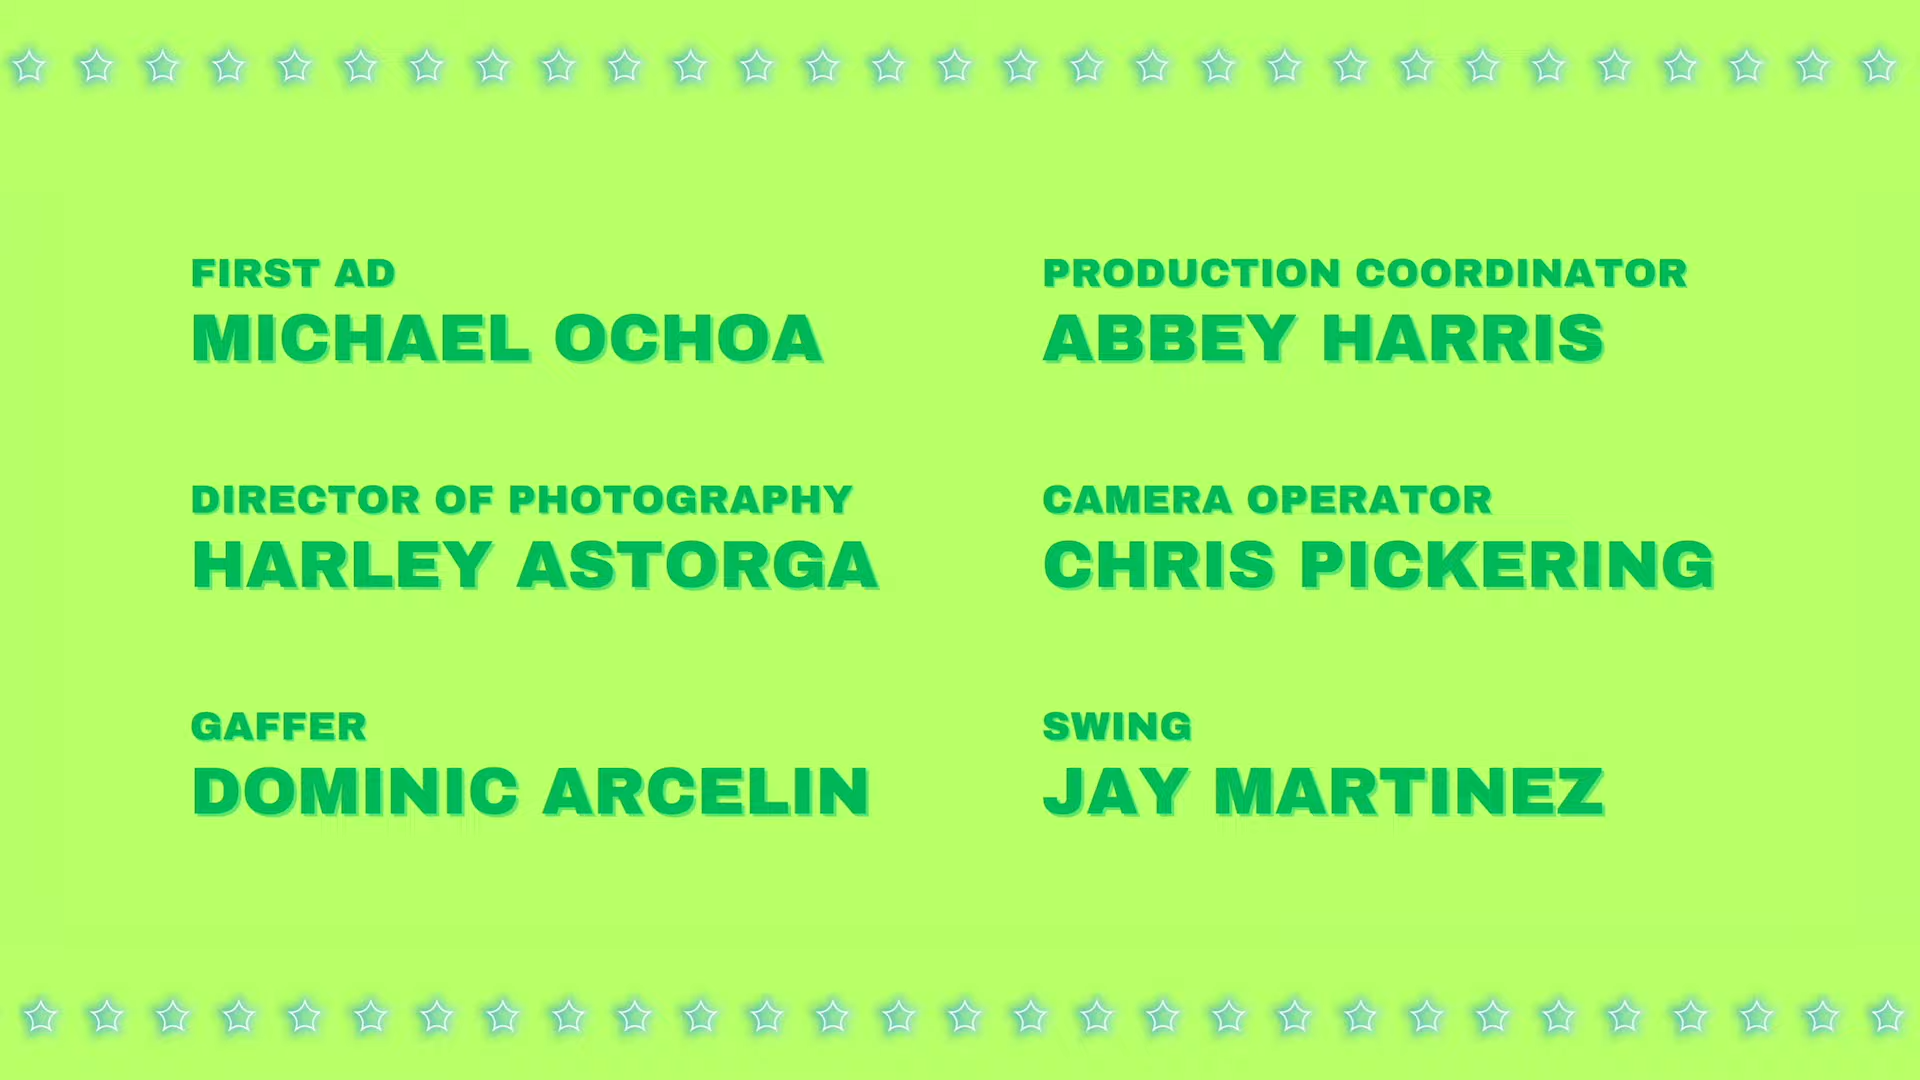 FIRST AD
MICHAEL OCHOA
PRODUCTION COORDINATOR
ABBEY HARRIS
DIRECTOR OF PHOTOGRAPHY
HARLEY ASTORGA
CAMERA OPERATOR
CHRIS PICKERING
GAFFER
DOMINIC ARCELIN
SWING
JAY MARTINEZ